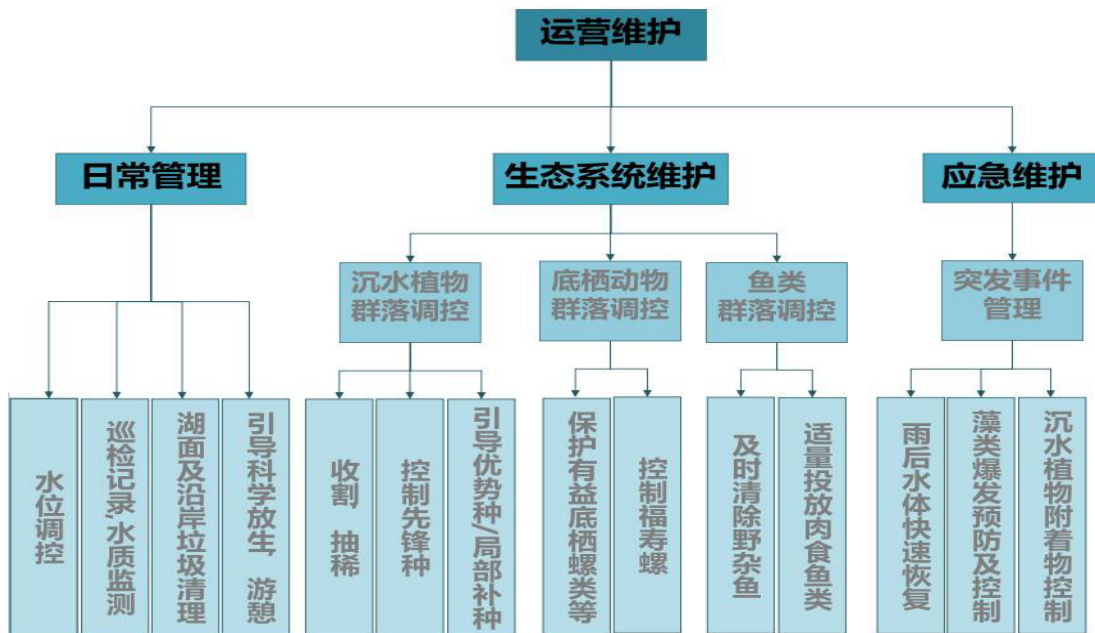 运营维护
日常管理
生态系统维护
应急维护
沉水植物
群落调控
底栖动物
群落调控
鱼类
群落调控
突发事件
管理
水位调控
巡检记录,水质监测
湖面及沿岸垃圾清理
引导科学放生, 游憩
收割, 抽稀
控制先锋种
引导优势种/局部补种
保护有益底栖螺类等
控制福寿螺
及时清除野杂鱼
适量投放肉食鱼类
雨后水体快速恢复
藻类爆发预防及控制
沉水植物附着物控制